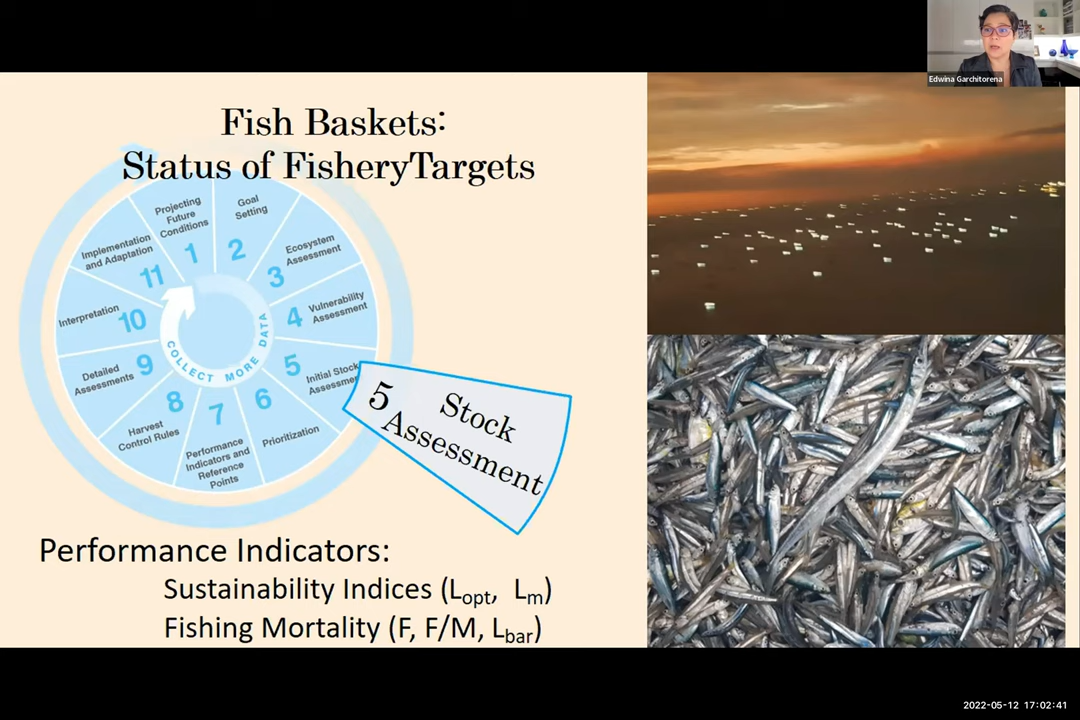 Edwina Garchitorena
Fish Baskets:
Status of FisheryTargets
Projecting
Future
Conditions
1
Goal
Setting
2
Ecosystem
Assessment
3
Vulnerability
Assessment
4
Initial Stock
Assessmen
5
Prioritization
6
Performance
Indicators and
Reference
Points
7
Harvest
Control Rules
8
Detailed
Assessments
9
Interpretation
10
Implementation
and Adaptation
11
COLLECT MORE DATA
5
Stock
Assessment
Performance Indicators:
Sustainability Indices (Lopt, Lm)
Fishing Mortality (F, F/M, Lbar)
2022-05-12 17:02:41